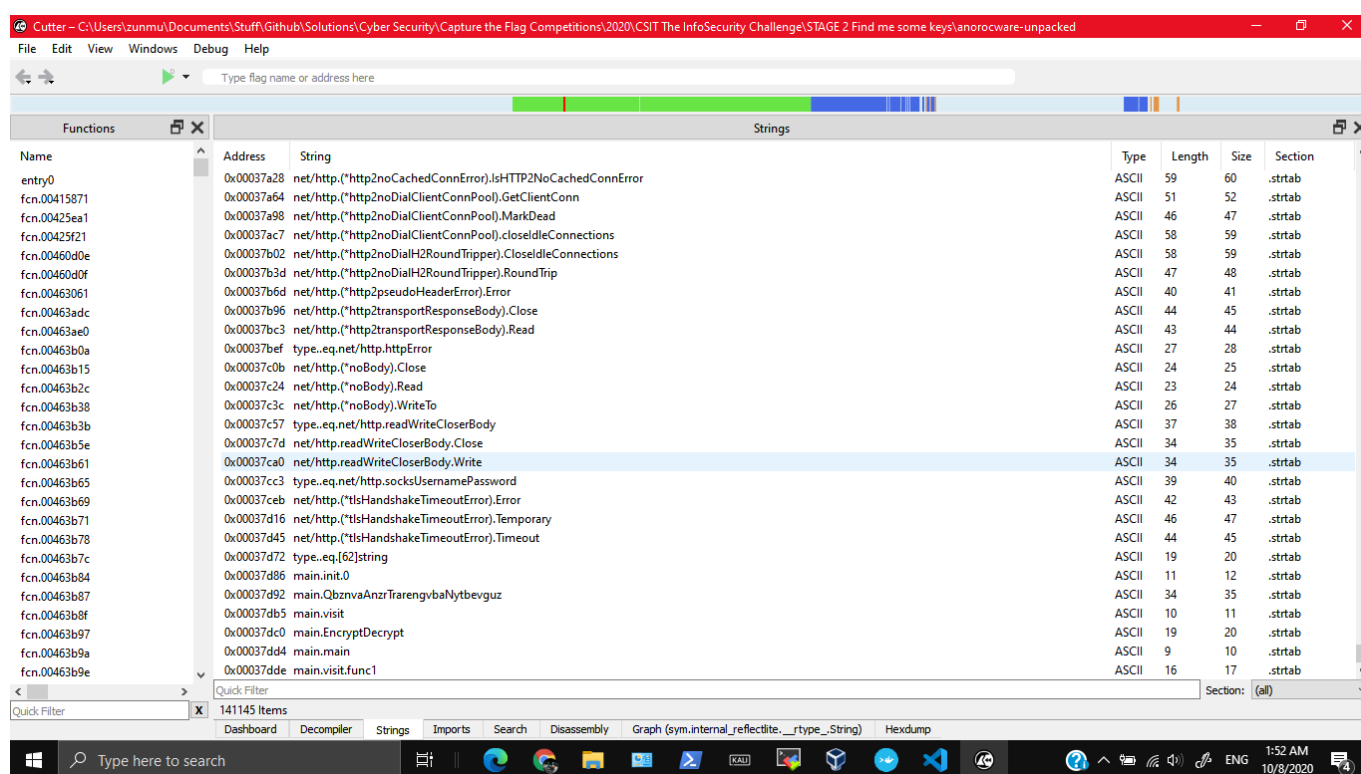 Cutter – C:\Users\zunmu\Documents\Stuff\Github\Solutions\Cyber Security\Capture the Flag Competitions\2020\CSIT The InfoSecurity Challenge\STAGE 2 Find me some keys\anorocware-unpacked
File Edit View Windows Debug Help
Type flag name or address here
Functions Strings
Name Address String Type Length Size Section
entry0 0x00037a28 net/http.(*http2noCachedConnError).IsHTTP2NoCachedConnError ASCII 59 60 .strtab
fcn.00415871 0x00037a64 net/http.(*http2noDialClientConnPool).GetClientConn ASCII 51 52 .strtab
fcn.00425ea1 0x00037a98 net/http.(*http2noDialClientConnPool).MarkDead ASCII 46 47 .strtab
fcn.00425f21 0x00037ac7 net/http.(*http2noDialClientConnPool).closeIdleConnections ASCII 58 59 .strtab
fcn.00460d0e 0x00037b02 net/http.(*http2noDialH2RoundTripper).CloseIdleConnections ASCII 58 59 .strtab
fcn.00460d0f 0x00037b3d net/http.(*http2noDialH2RoundTripper).RoundTrip ASCII 47 48 .strtab
fcn.00463061 0x00037b6d net/http.(*http2pseudoHeaderError).Error ASCII 40 41 .strtab
fcn.00463adc 0x00037b96 net/http.(*http2transportResponseBody).Close ASCII 44 45 .strtab
fcn.00463ae0 0x00037bc3 net/http.(*http2transportResponseBody).Read ASCII 43 44 .strtab
fcn.00463b0a 0x00037bef type..eq.net/http.httpError ASCII 27 28 .strtab
fcn.00463b15 0x00037c0b net/http.(*noBody).Close ASCII 24 25 .strtab
fcn.00463b2c 0x00037c24 net/http.(*noBody).Read ASCII 23 24 .strtab
fcn.00463b38 0x00037c3c net/http.(*noBody).WriteTo ASCII 26 27 .strtab
fcn.00463b3b 0x00037c57 type..eq.net/http.readWriteCloserBody ASCII 37 38 .strtab
fcn.00463b5e 0x00037c7d net/http.readWriteCloserBody.Close ASCII 34 35 .strtab
fcn.00463b61 0x00037ca0 net/http.readWriteCloserBody.Write ASCII 34 35 .strtab
fcn.00463b65 0x00037cc3 type..eq.net/http.socksUsernamePassword ASCII 39 40 .strtab
fcn.00463b69 0x00037ceb net/http.(*tlsHandshakeTimeoutError).Error ASCII 42 43 .strtab
fcn.00463b71 0x00037d16 net/http.(*tlsHandshakeTimeoutError).Temporary ASCII 46 47 .strtab
fcn.00463b78 0x00037d45 net/http.(*tlsHandshakeTimeoutError).Timeout ASCII 44 45 .strtab
fcn.00463b7c 0x00037d72 type..eq.[62]string ASCII 19 20 .strtab
fcn.00463b84 0x00037d86 main.init.0 ASCII 11 12 .strtab
fcn.00463b87 0x00037d92 main.QbznvaAnzrTrarengvbaNytbevguz ASCII 34 35 .strtab
fcn.00463b8f 0x00037db5 main.visit ASCII 10 11 .strtab
fcn.00463b97 0x00037dc0 main.EncryptDecrypt ASCII 19 20 .strtab
fcn.00463b9a 0x00037dd4 main.main ASCII 9 10 .strtab
fcn.00463b9e 0x00037dde main.visit.func1 ASCII 16 17 .strtab
Quick Filter Section: (all)
Quick Filter X 141145 Items
Dashboard Decompiler Strings Imports Search Disassembly Graph (sym.internal_reflectlite.__rtype_.String) Hexdump
Type here to search KALI ENG 1:52 AM
10/8/2020 4